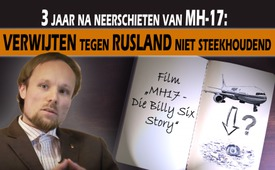 3 JAAR NA NEERSCHIETEN VAN MH-17:
VERWIJTEN TEGEN RUSLAND NIET STEEKHOUDEND
Film
„MH17 -
Die Billy Six
Story"
?